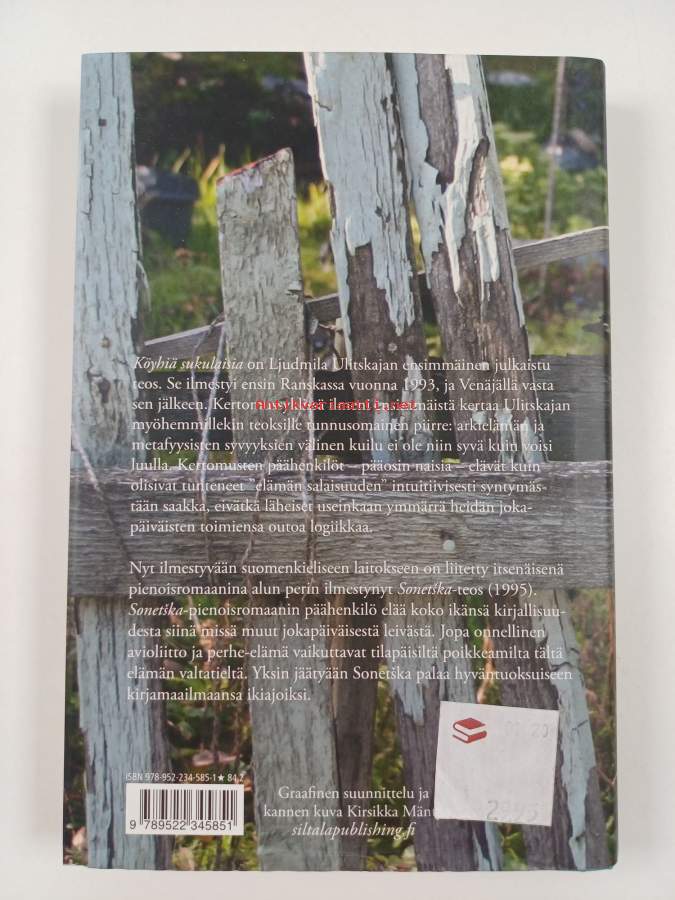 Köyhiä sukulaisia on Ljudmila Ulitskajan ensimmäinen julkaistu
teos. Se ilmestyi ensin Ranskassa vuonna 1993, ja Venäjällä vasta
sen jälkeen. Kertomussyklissä ilmeni ensimmäistä kertaa Ulitskajan
myöhemmillekin teoksille tunnusomainen piirre: arkielämän ja
metafyysisten syvyyksien välinen kuilu ei ole niin syvä kuin voisi
luulla. Kertomusten päähenkilöt – pääosin naisia – elävät kuin
olisivat tunteneet ”elämän salaisuuden” intuitiivisesti syntymäs-
tään saakka, eivätkä läheiset useinkaan ymmärrä heidän joka-
päiväisten toimiensa outoa logiikkaa.
Nyt ilmestyvään suomenkieliseen laitokseen on liitetty itsenäisenä
pienoisromaanina alun perin ilmestynyt Sonetška-teos (1995).
Sonetška-pienoisromaanin päähenkilö elää koko ikänsä kirjallisuu-
desta siinä missä muut jokapäiväisestä leivästä. Jopa onnellinen
avioliitto ja perhe-elämä vaikuttavat tilapäisiltä poikkeamilta tältä
elämän valtatieltä. Yksin jäätyään Sonetška palaa hyväntuoksuiseen
kirjamaailmaansa ikiajoiksi.
ISBN 978-952-234-585-1 ★ 84.2
9 789522 345851
Graafinen suunnittelu ja
kannen kuva Kirsikka
siltalapublishing.fi